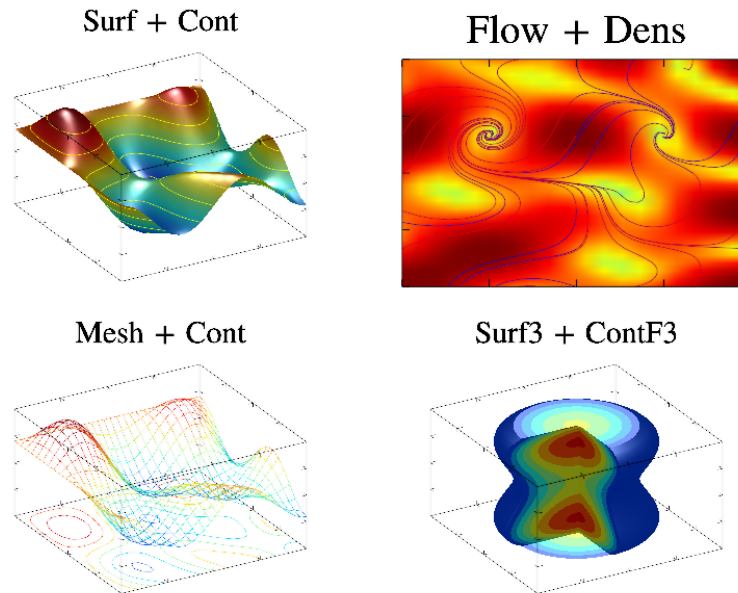 Surf + Cont
Flow + Dens
Mesh + Cont
Surf3 + ContF3